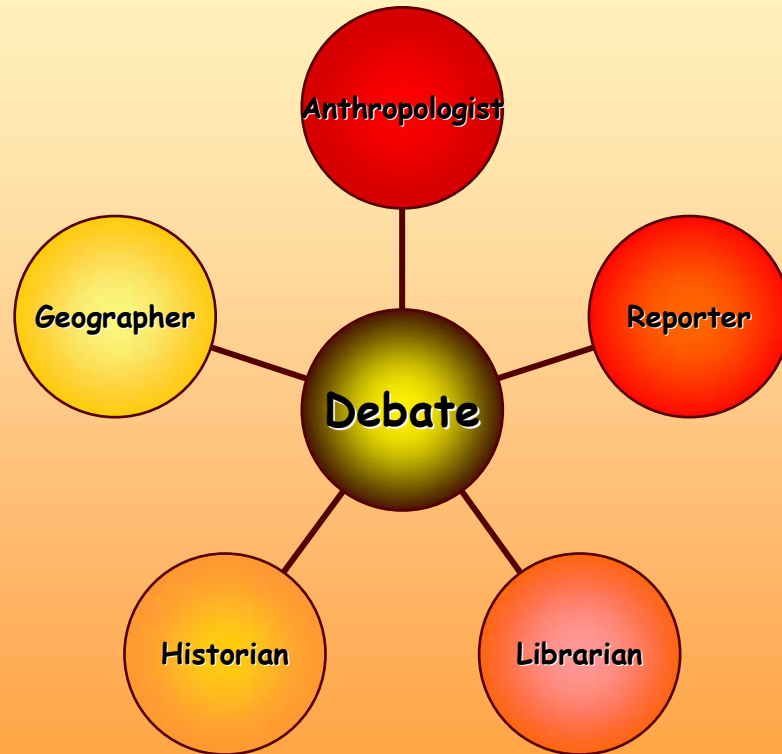 Anthropologist
Geographer
Reporter
Debate
Historian
Librarian